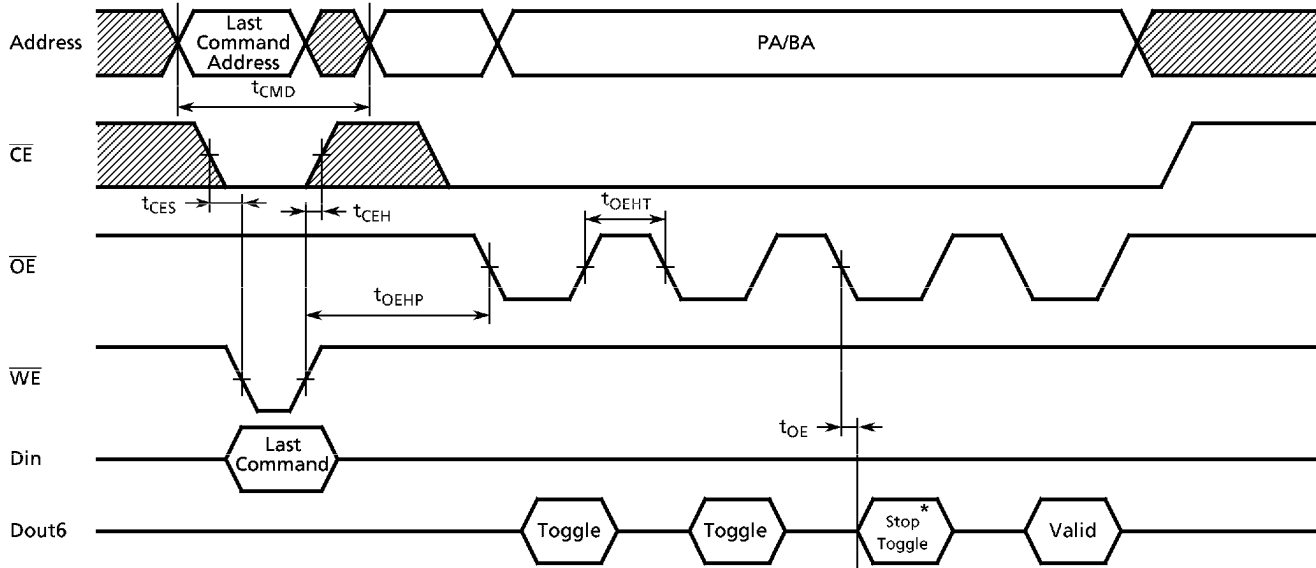 Address
Last
Command
Address
PA/BA
tCMD
CE
tCES
tCEH
tOEHT
OE
tOEHP
WE
tOE
Din
Last
Command
Dout6
Toggle
Toggle
Stop *
Toggle
Valid